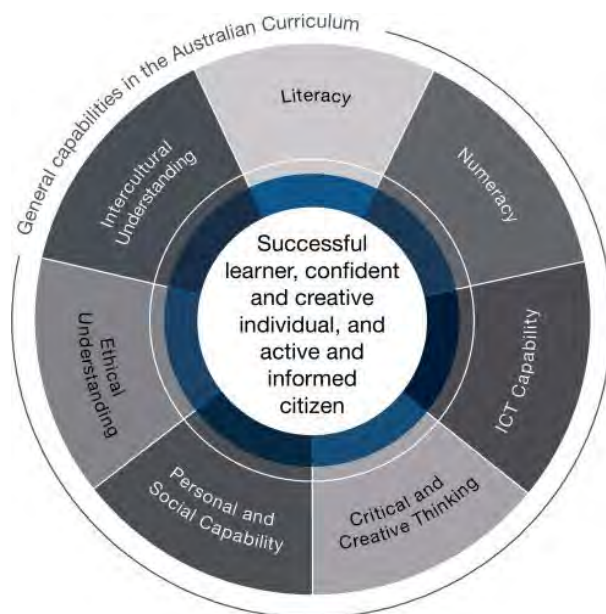 General capabilities in the Australian Curriculum
Literacy
Numeracy
ICT Capability
Critical and
Creative Thinking
Personal and
Social Capability
Ethical
Understanding
Intercultural
Understanding
Successful
learner, confident
and creative
individual, and
active and
informed
citizen